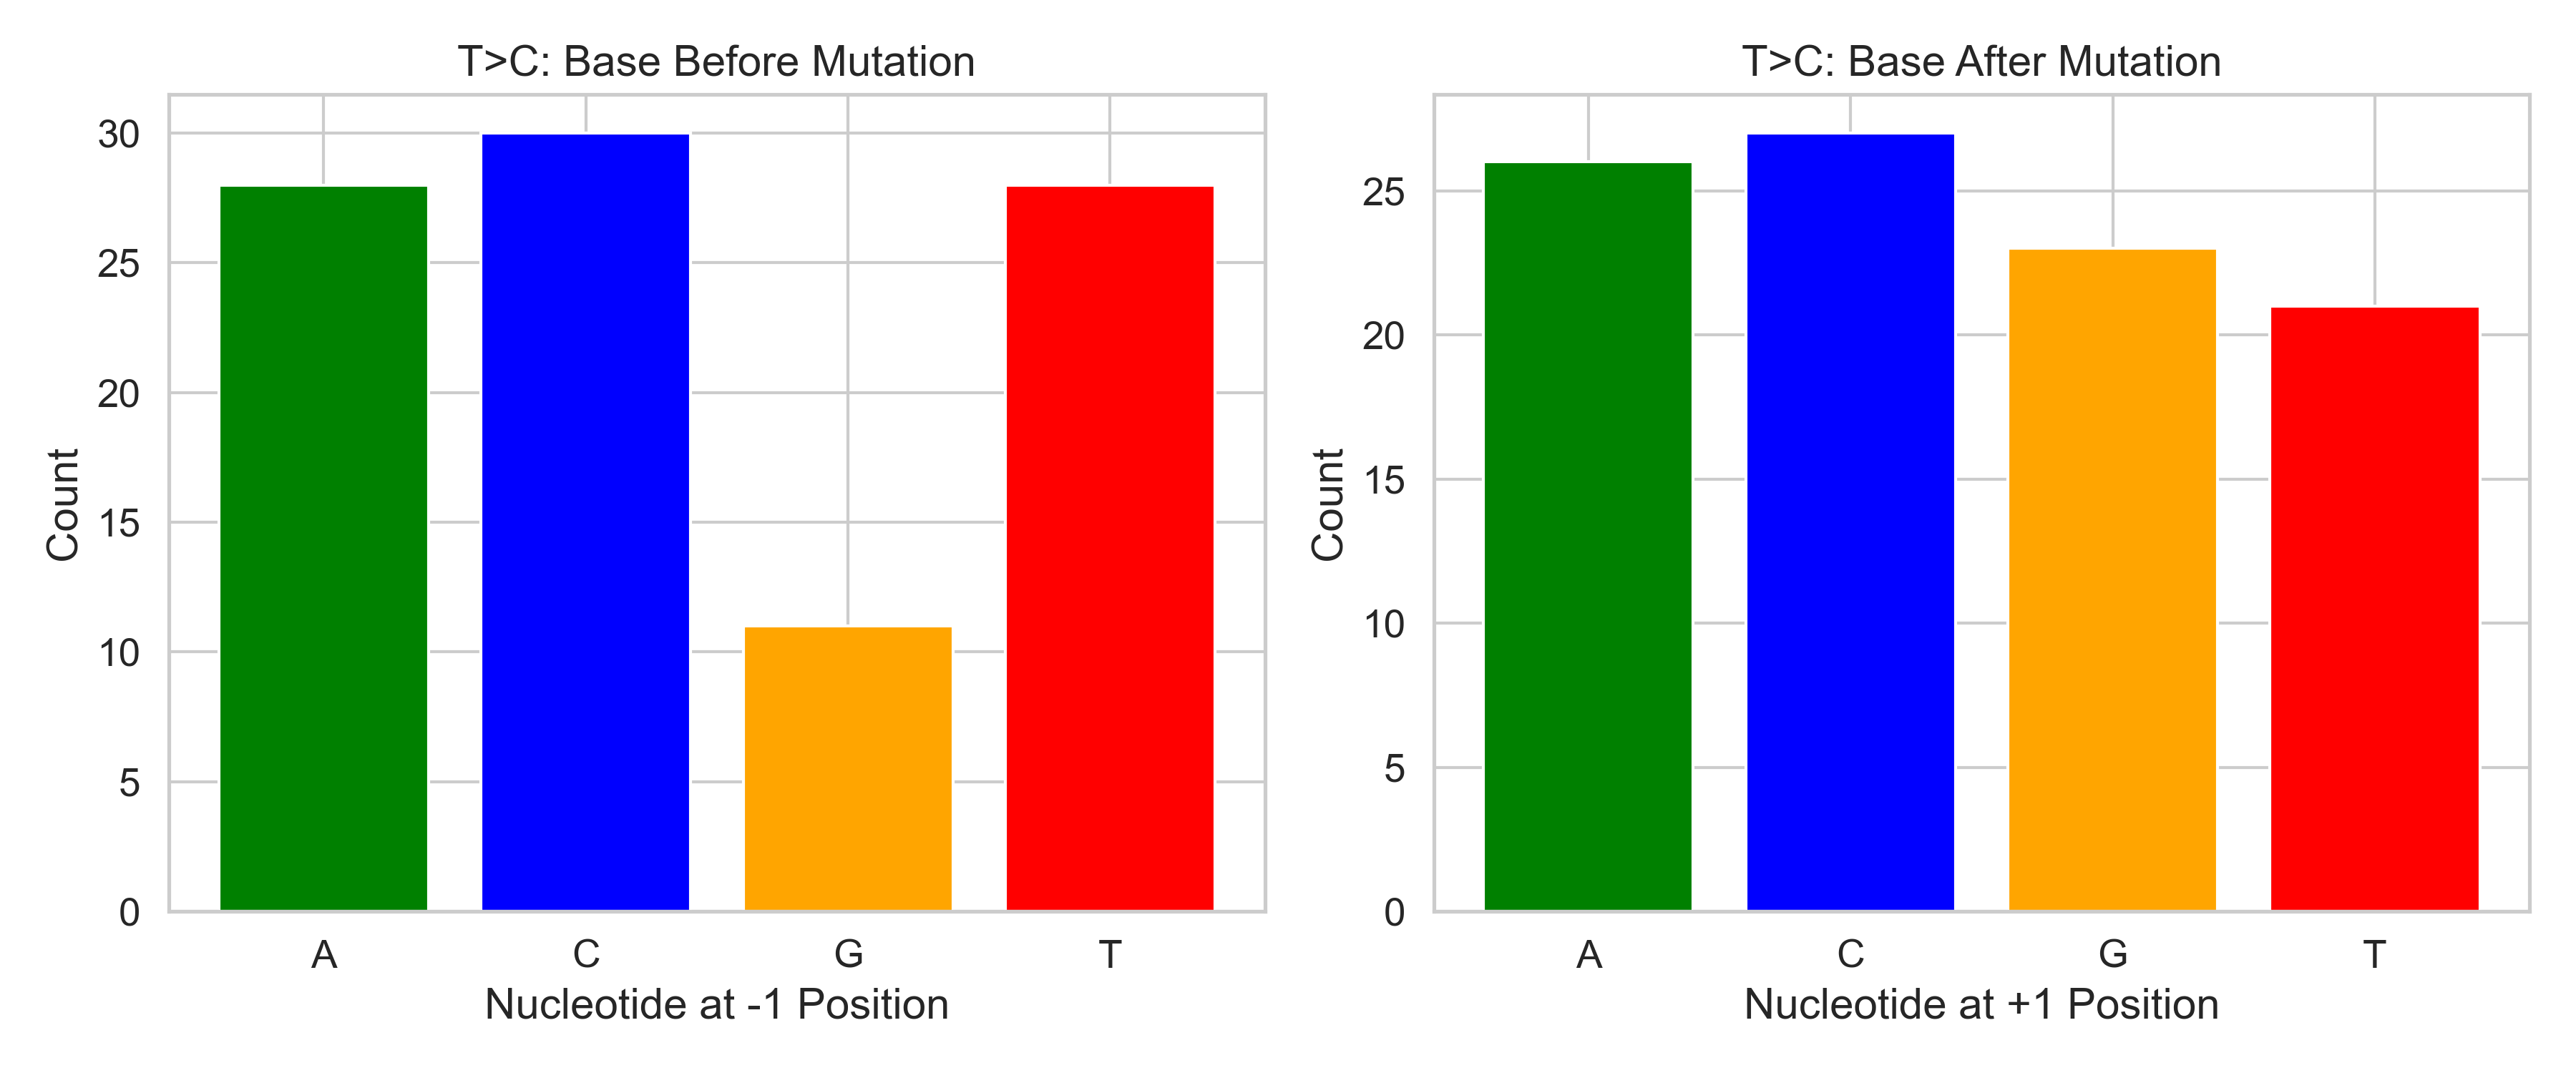 T>C: Base Before Mutation
30
25
20
15
10
5
0
Count
A C G T
Nucleotide at -1 Position
T>C: Base After Mutation
25
20
15
10
5
0
Count
A C G T
Nucleotide at +1 Position